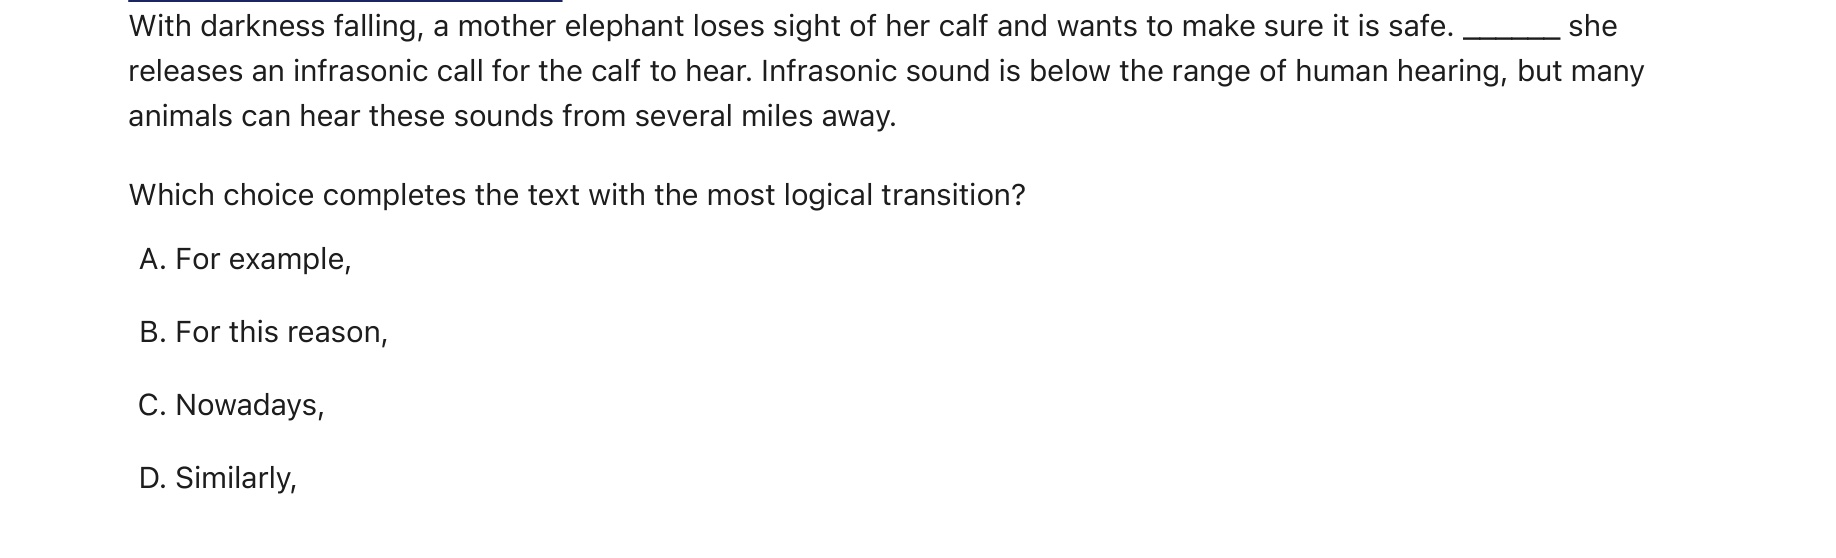 With darkness falling, a mother elephant loses sight of her calf and wants to make sure it is safe. ______ she
releases an infrasonic call for the calf to hear. Infrasonic sound is below the range of human hearing, but many
animals can hear these sounds from several miles away.
Which choice completes the text with the most logical transition?
A. For example,
B. For this reason,
C. Nowadays,
D. Similarly,